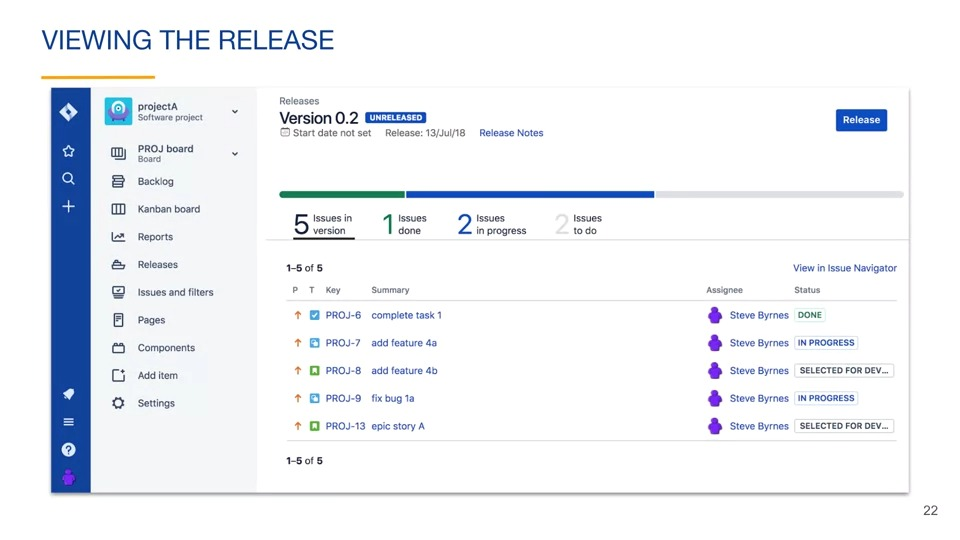 VIEWING THE RELEASE
projectA
Software project
PROJ board
Board
Backlog
Kanban board
Reports
Releases
Issues and filters
Pages
Components
Add item
Settings
Releases
Version 0.2 UNRELEASED
Start date not set Release: 13/Jul/18 Release Notes
Release
5 Issues in version
1 Issues done
2 Issues in progress
2 Issues to do
1–5 of 5
View in Issue Navigator
P T Key Summary Assignee Status
PROJ-6 complete task 1 Steve Byrnes DONE
PROJ-7 add feature 4a Steve Byrnes IN PROGRESS
PROJ-8 add feature 4b Steve Byrnes SELECTED FOR DEV...
PROJ-9 fix bug 1a Steve Byrnes IN PROGRESS
PROJ-13 epic story A Steve Byrnes SELECTED FOR DEV...
1–5 of 5
22